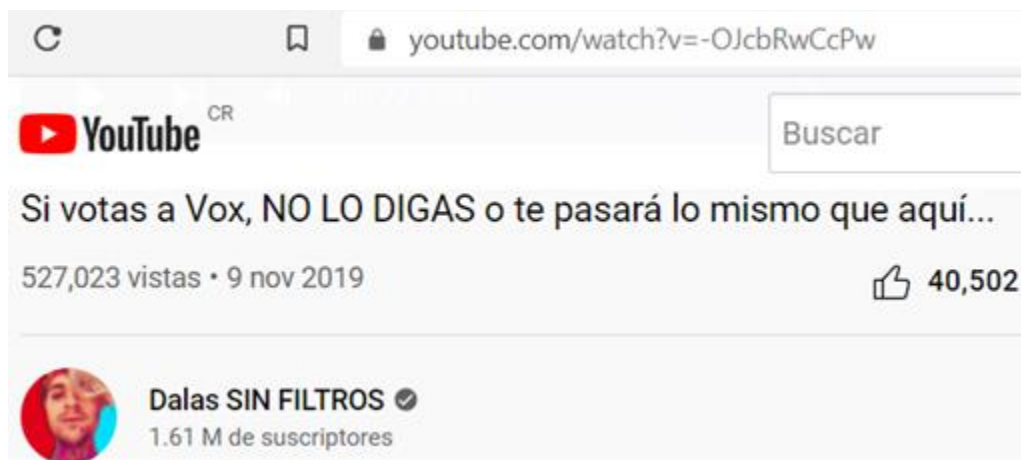 youtube.com/watch?v=-OJcbRwCcPw
YouTube CR
Buscar
Si votas a Vox, NO LO DIGAS o te pasará lo mismo que aquí...
527,023 vistas • 9 nov 2019
40,502
Dalas SIN FILTROS
1.61 M de suscriptores